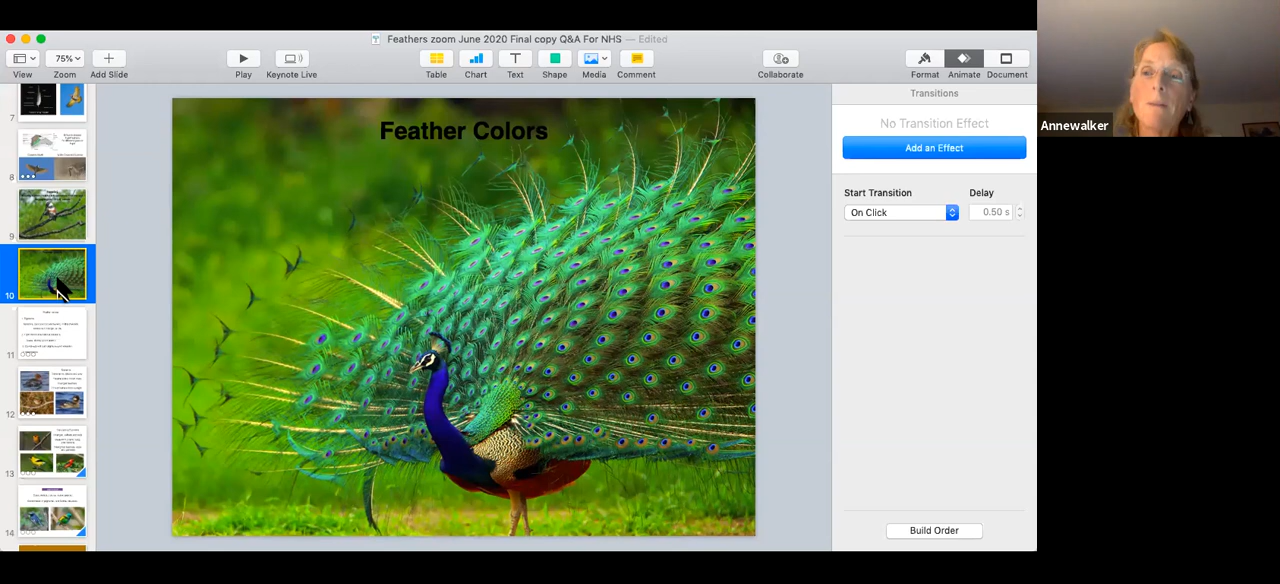 Feathers zoom June 2020 Final copy Q&A For NHS — Edited
75%
View
Zoom
Add Slide
Play
Keynote Live
Table
Chart
Text
Shape
Media
Comment
Collaborate
Format
Animate
Document
Transitions
No Transition Effect
Add an Effect
Start Transition
Delay
On Click
0.50 s
Build Order
Feather Colors
7
8
9
10
11
12
13
14
Annewalker